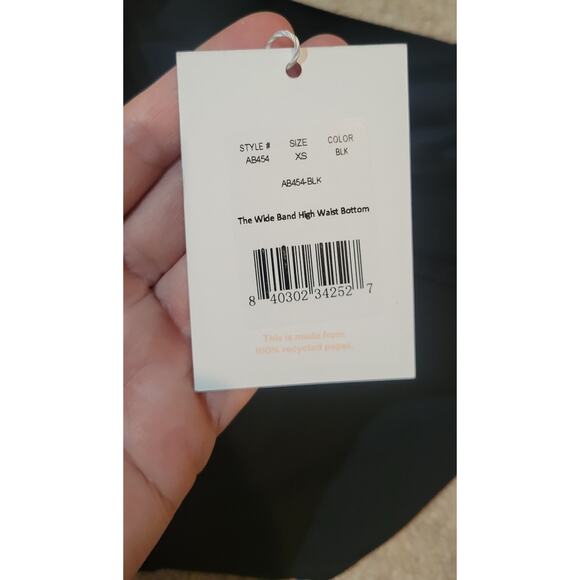 STYLE # SIZE COLOR
AB454 XS BLK
AB454-BLK
The Wide Band High Waist Bottom
8 40302 34252 7
This is made from
100% recycled paper.